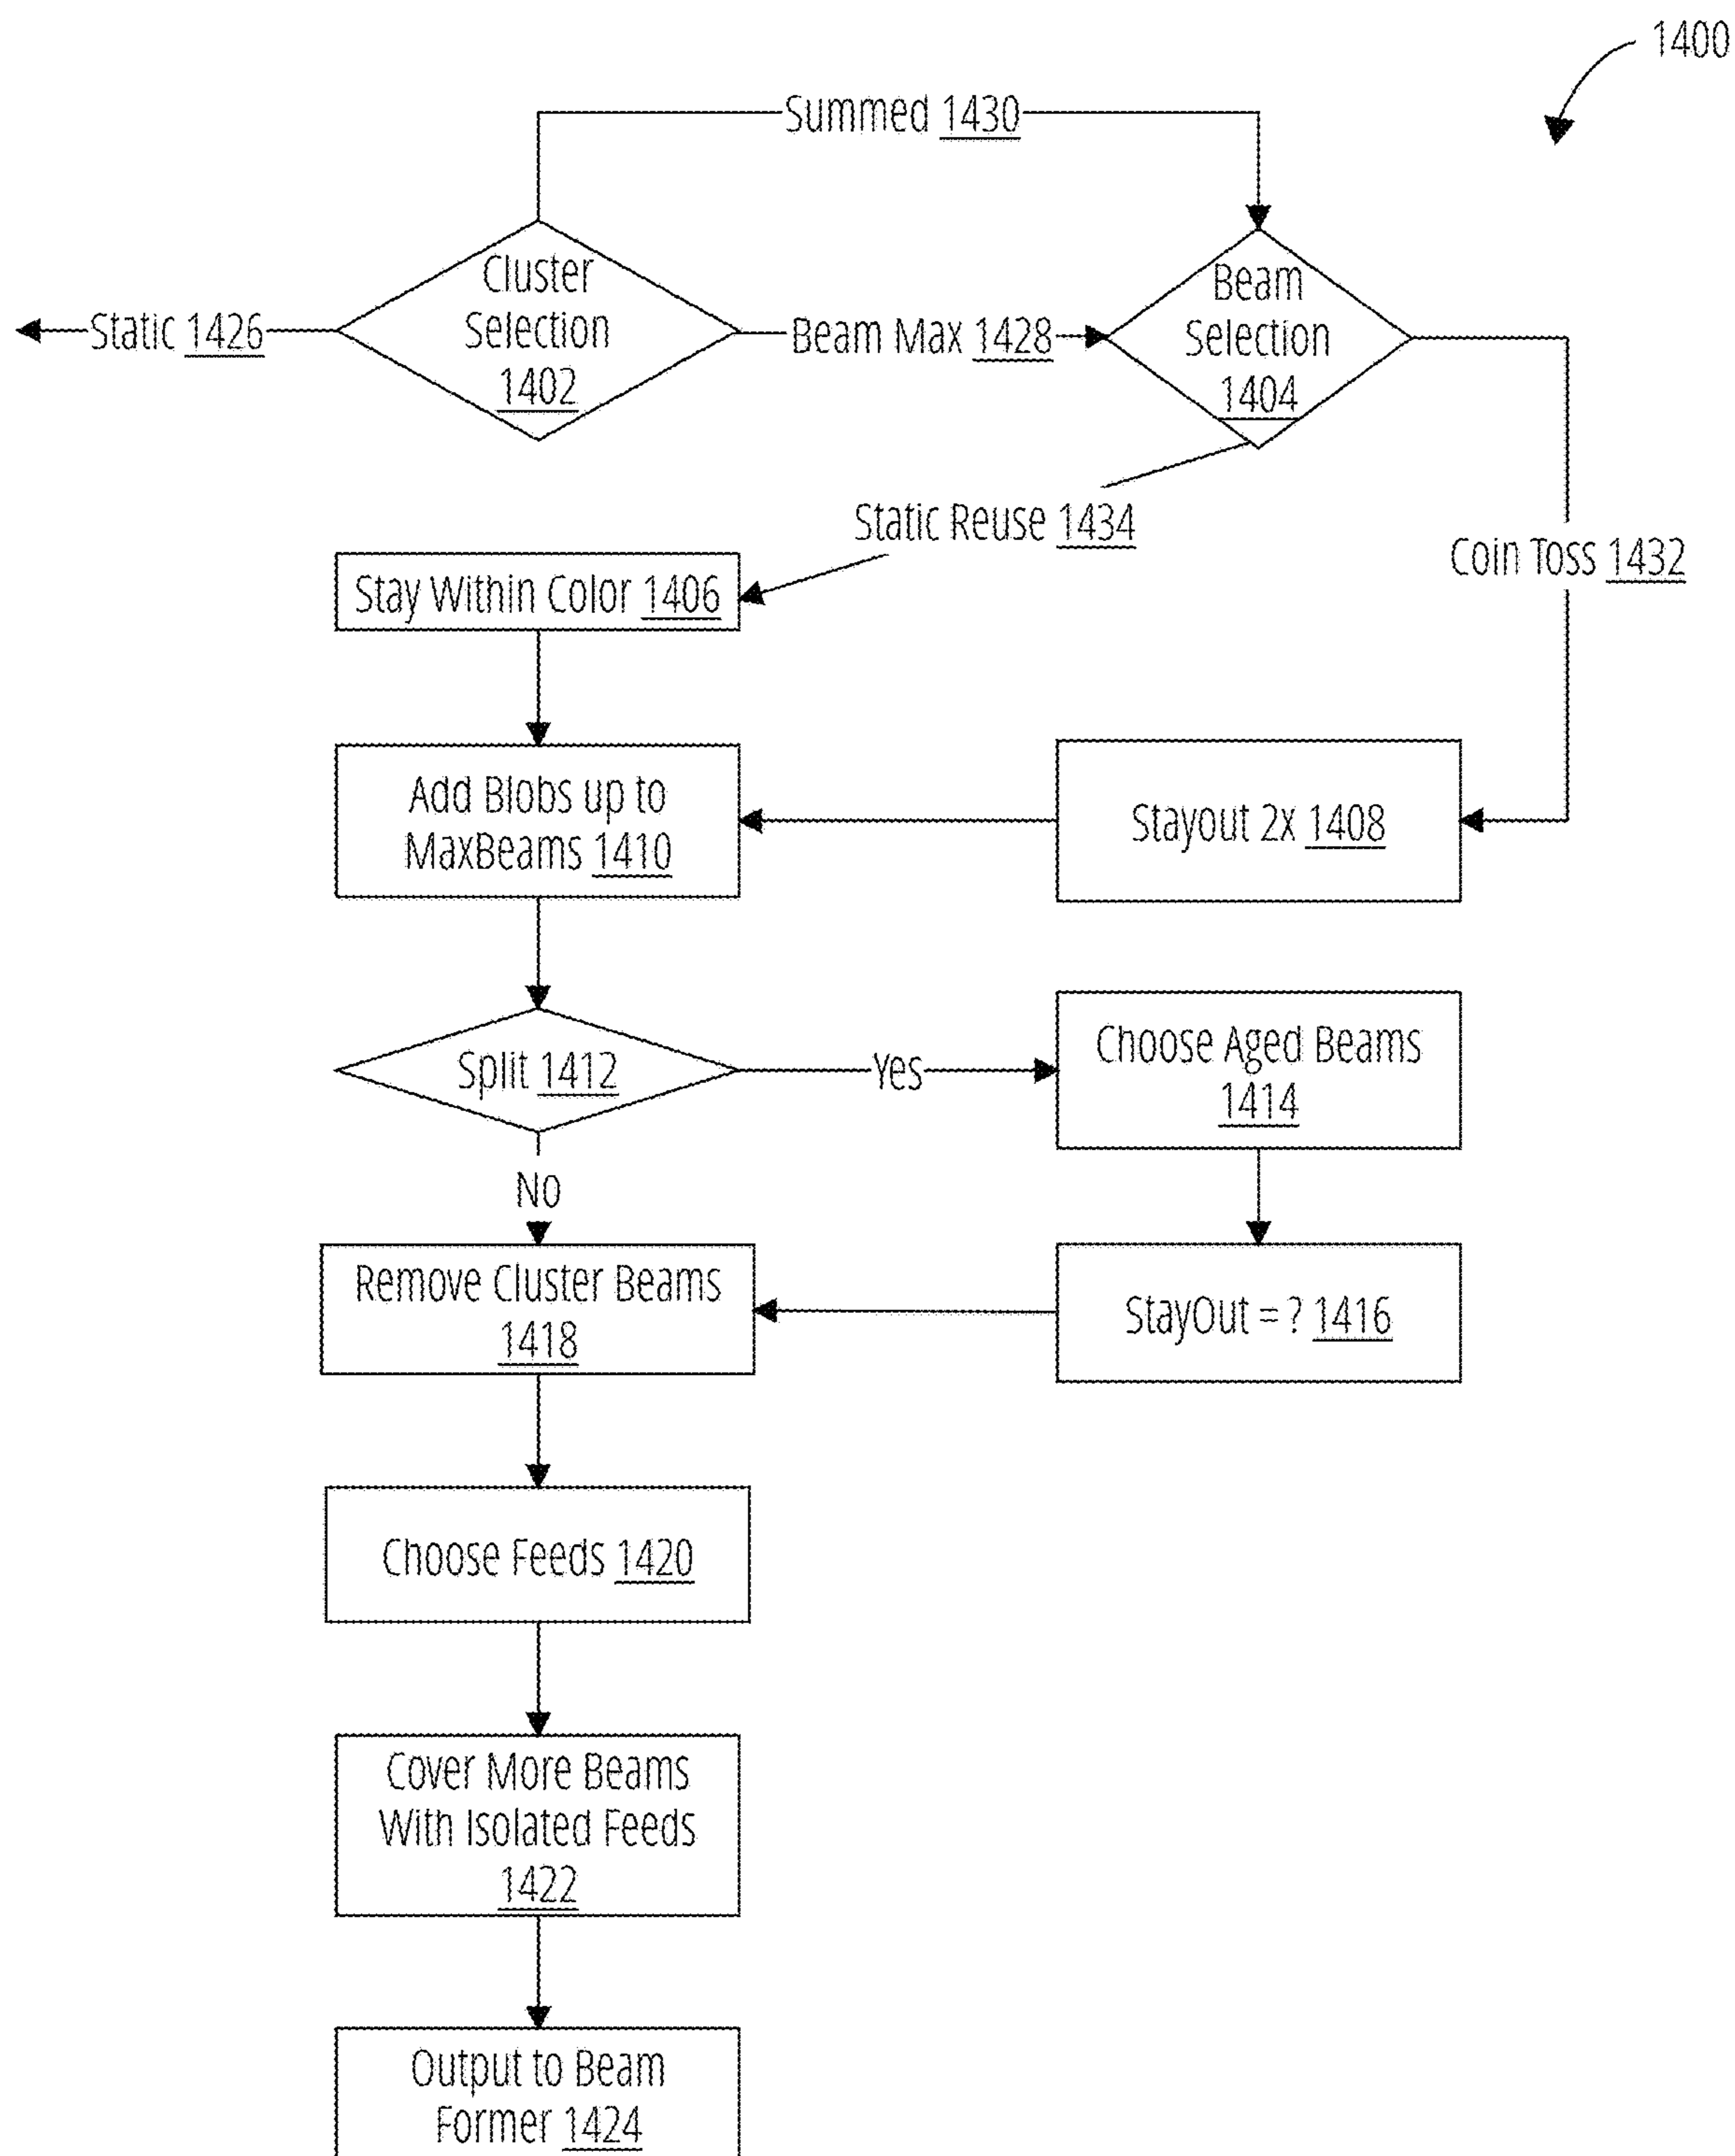 1400
Summed 1430
Cluster
Selection
1402
Beam
Selection
1404
Static 1426
Beam Max 1428
Static Reuse 1434
Coin Toss 1432
Stay Within Color 1406
Add Blobs up to
MaxBeams 1410
Stayout 2x 1408
Split 1412
Yes
Choose Aged Beams
1414
No
Remove Cluster Beams
1418
StayOut = ? 1416
Choose Feeds 1420
Cover More Beams
With Isolated Feeds
1422
Output to Beam
Former 1424